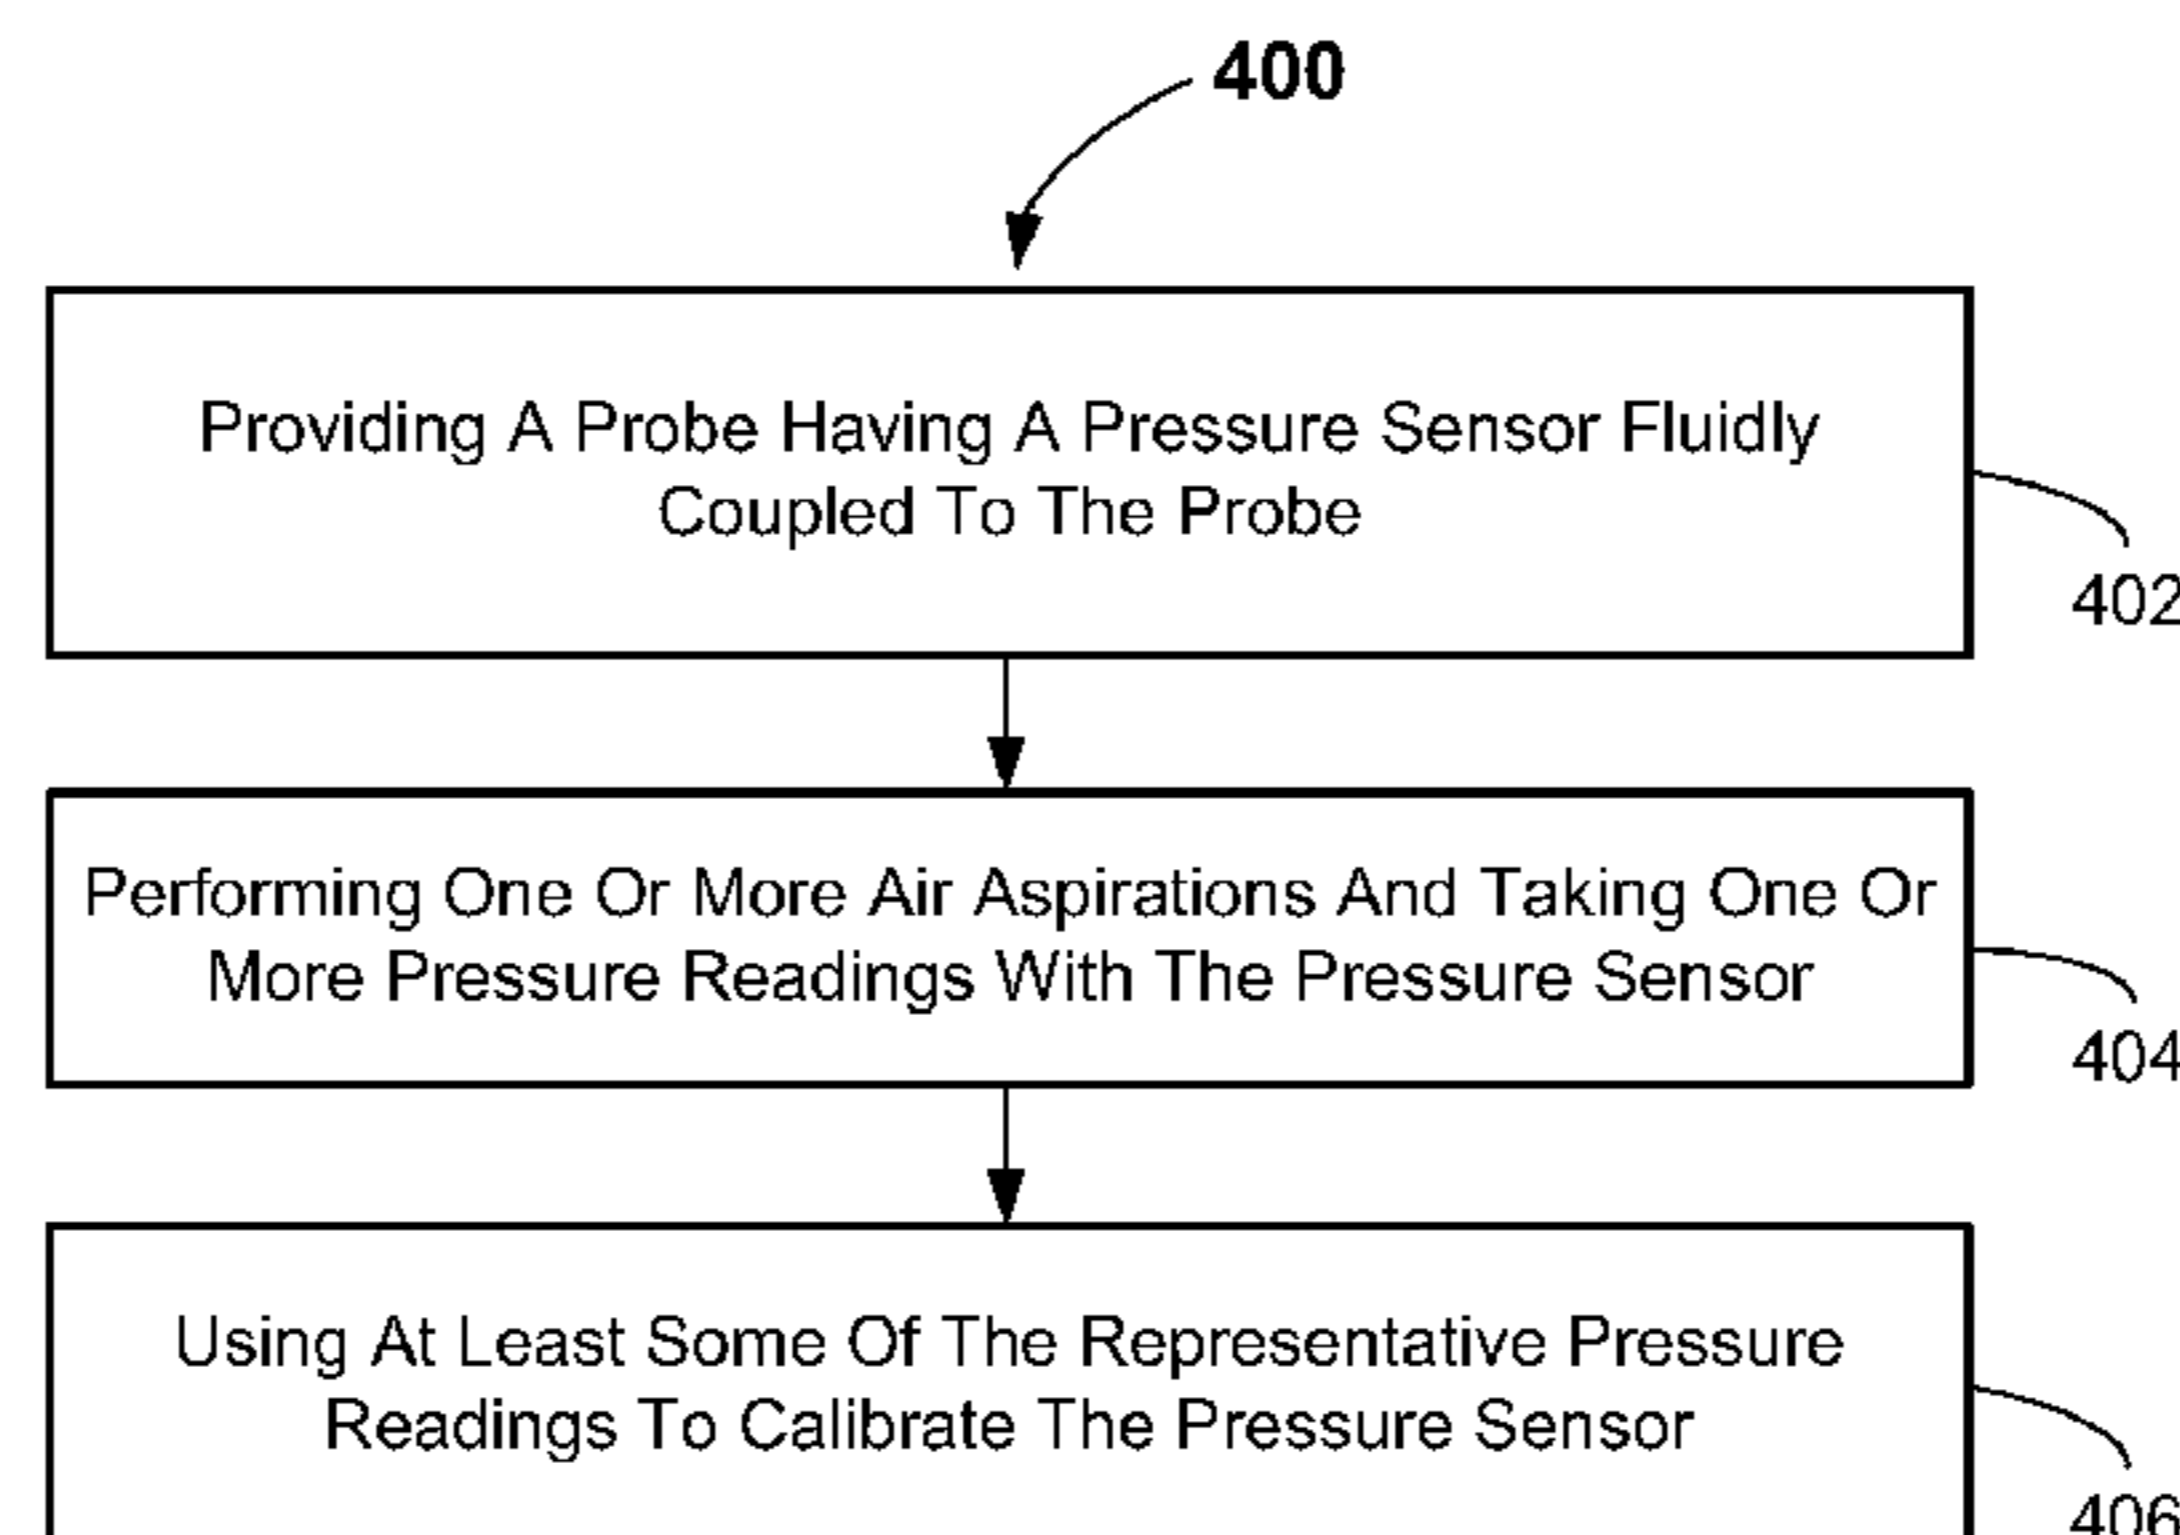 400
Providing A Probe Having A Pressure Sensor Fluidly
Coupled To The Probe
402
Performing One Or More Air Aspirations And Taking One Or
More Pressure Readings With The Pressure Sensor
404
Using At Least Some Of The Representative Pressure
Readings To Calibrate The Pressure Sensor
406